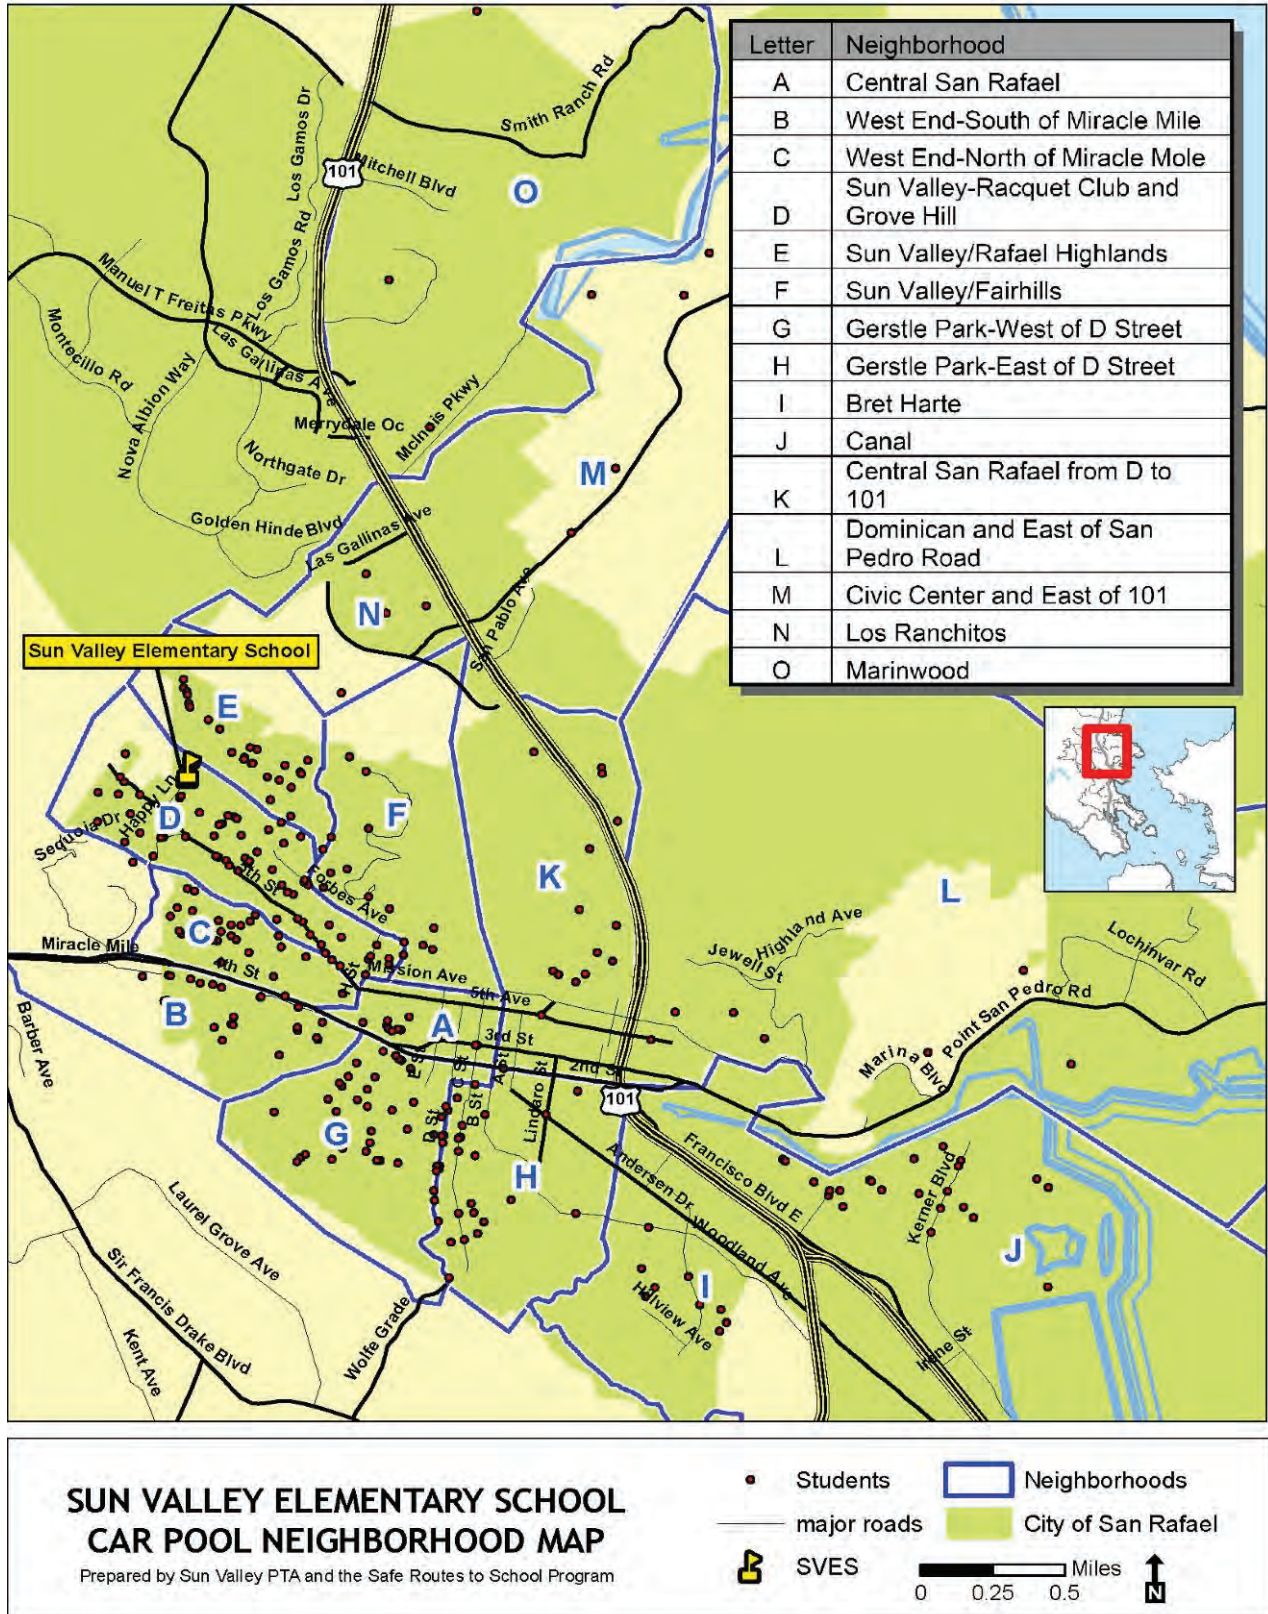 Letter Neighborhood
A Central San Rafael
B West End-South of Miracle Mile
C West End-North of Miracle Mole
D Sun Valley-Racquet Club and
Grove Hill
E Sun Valley/Rafael Highlands
F Sun Valley/Fairhills
G Gerstle Park-West of D Street
H Gerstle Park-East of D Street
I Bret Harte
J Canal
K Central San Rafael from D to
101
L Dominican and East of San
Pedro Road
M Civic Center and East of 101
N Los Ranchitos
O Marinwood
Smith Ranch Rd
Los Gamos Dr
101
Mitchell Blvd
O
Los Gamos Rd
Manuel T Freitas Pkwy
Las Gallinas Ave
Montecillo Rd
Nova Albion Way
Merrydale Oc
McInnis Pkwy
Northgate Dr
M
Golden Hinde Blvd
Las Gallinas Ave
N
San Pablo Ave
Sun Valley Elementary School
E
Happy Ln
D
F
Sequoia Dr
5th St
Forbes Ave
K
L
C
Highland Ave
Jewell St
Lochinvar Rd
Miracle Mile
4th St
H St
Mission Ave
5th Ave
Point San Pedro Rd
B
A
3rd St
Barber Ave
E St
C St
A St
2nd St
Marina Blvd
Lindaro St
101
D St
B St
G
Francisco Blvd E
H
Andersen Dr
Kerner Blvd
Laurel Grove Ave
Woodland Ave
J
Sir Francis Drake Blvd
I
Hillview Ave
Kent Ave
Wolfe Grade
Irene St
SUN VALLEY ELEMENTARY SCHOOL
CAR POOL NEIGHBORHOOD MAP
Prepared by Sun Valley PTA and the Safe Routes to School Program
Students
Neighborhoods
major roads
City of San Rafael
SVES
Miles
0 0.25 0.5
N